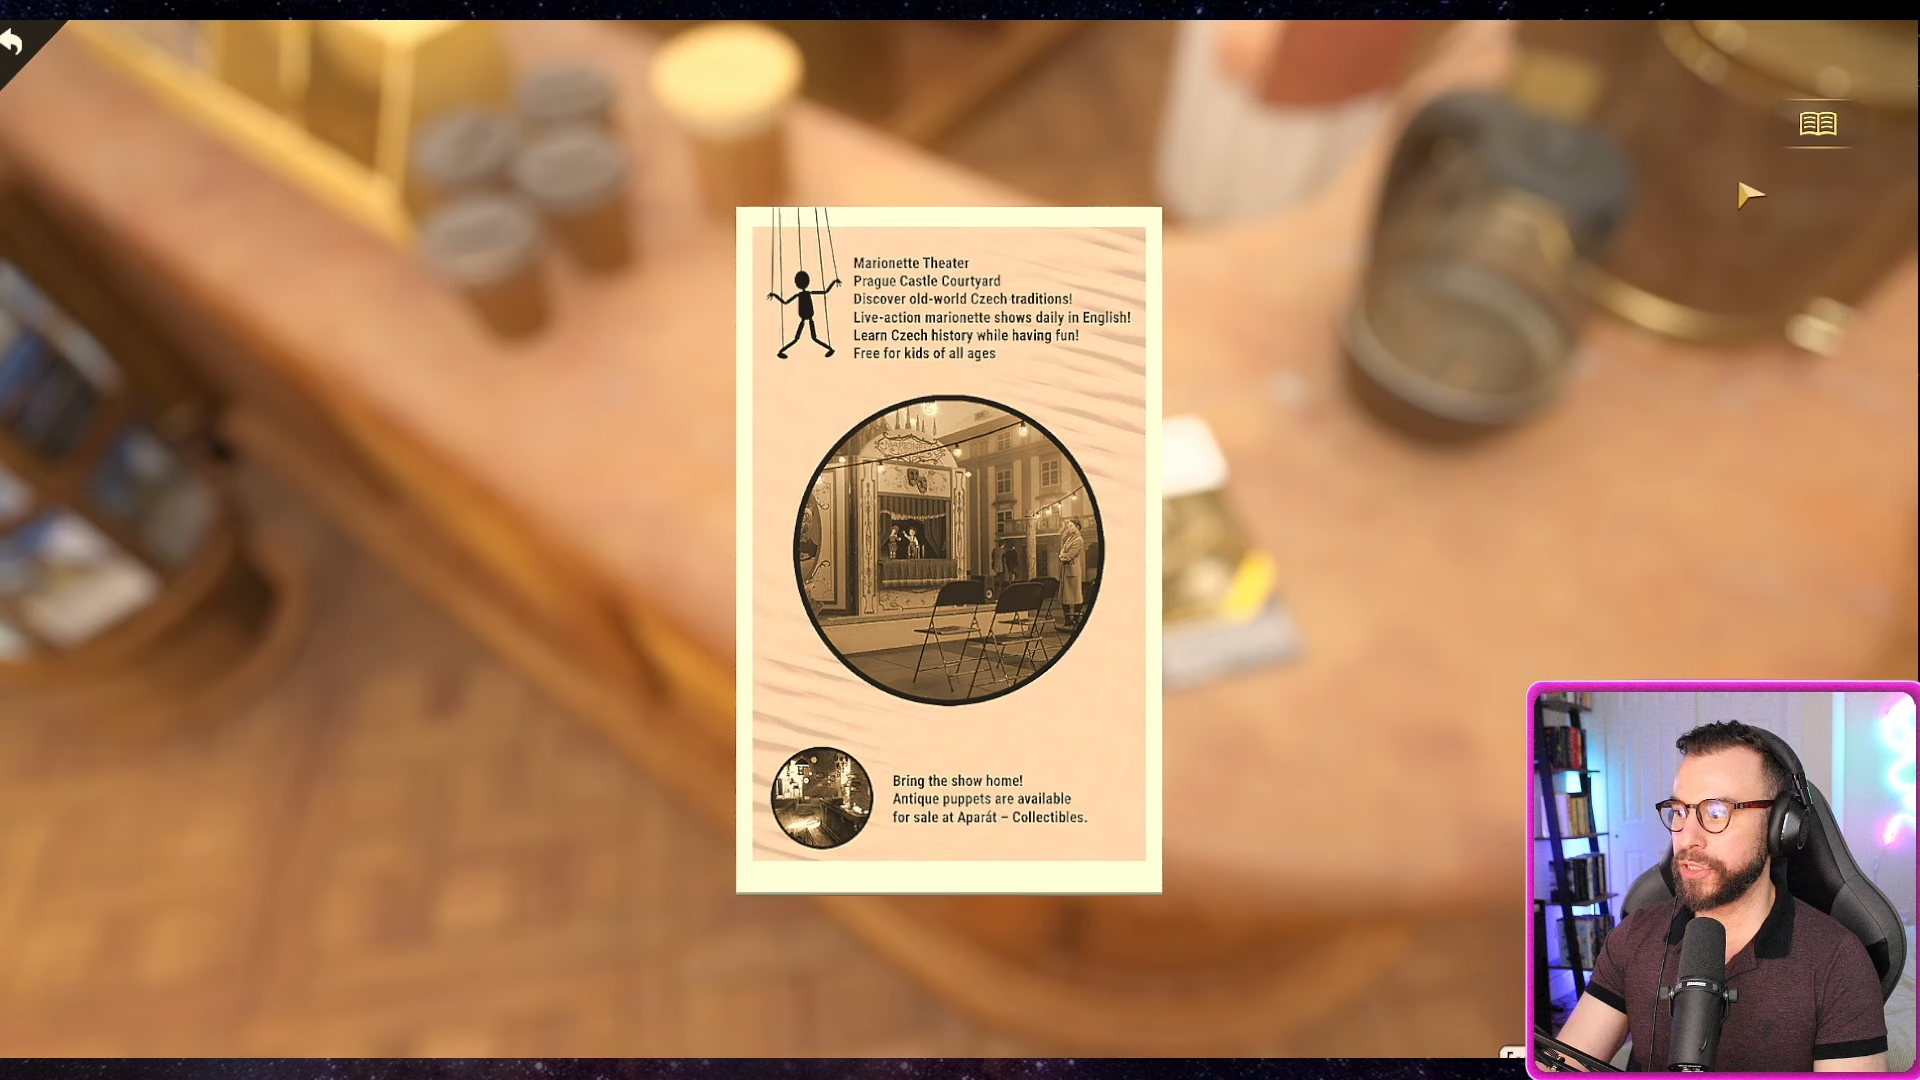 Marionette Theater
Prague Castle Courtyard
Discover old-world Czech traditions!
Live-action marionette shows daily in English!
Learn Czech history while having fun!
Free for kids of all ages
Bring the show home!
Antique puppets are available
for sale at Aparát – Collectibles.